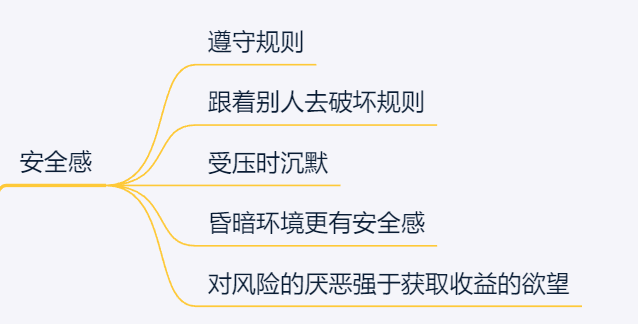 安全感
遵守规则
跟着别人去破坏规则
受压时沉默
昏暗环境更有安全感
对风险的厌恶强于获取收益的欲望